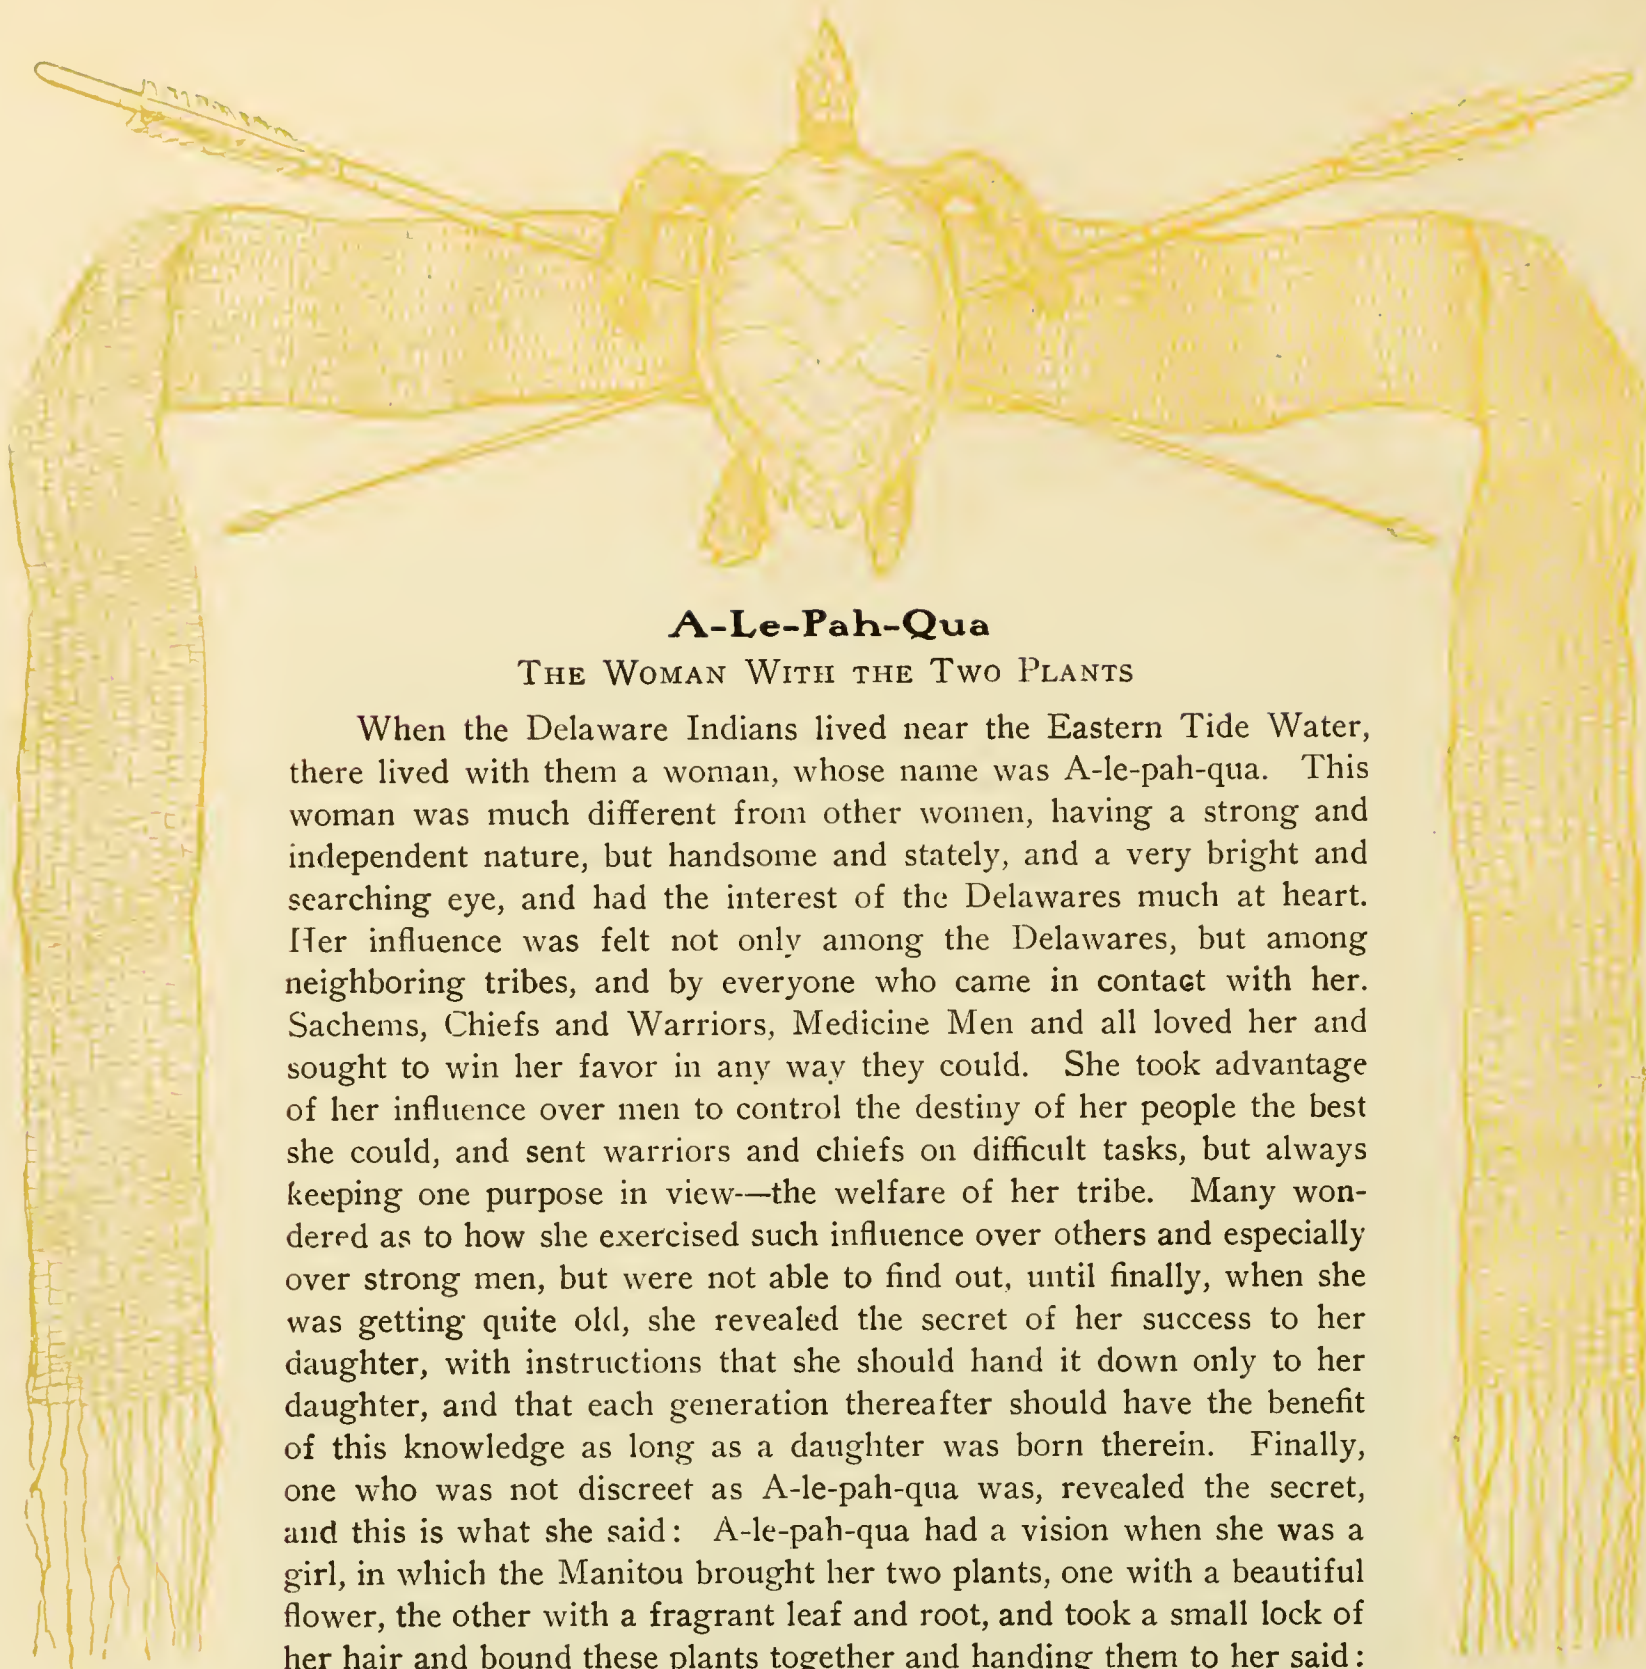 A-Le-Pah-Qua
The Woman With the Two Plants
When the Delaware Indians lived near the Eastern Tide Water,
there lived with them a woman, whose name was A-le-pah-qua. This
woman was much different from other women, having a strong and
independent nature, but handsome and stately, and a very bright and
searching eye, and had the interest of the Delawares much at heart.
Her influence was felt not only among the Delawares, but among
neighboring tribes, and by everyone who came in contact with her.
Sachems, Chiefs and Warriors, Medicine Men and all loved her and
sought to win her favor in any way they could. She took advantage
of her influence over men to control the destiny of her people the best
she could, and sent warriors and chiefs on difficult tasks, but always
keeping one purpose in view-—the welfare of her tribe. Many won-
dered as to how she exercised such influence over others and especially
over strong men, but were not able to find out, until finally, when she
was getting quite old, she revealed the secret of her success to her
daughter, with instructions that she should hand it down only to her
daughter, and that each generation thereafter should have the benefit
of this knowledge as long as a daughter was born therein. Finally,
one who was not discreet as A-le-pah-qua was, revealed the secret,
and this is what she said: A-le-pah-qua had a vision when she was a
girl, in which the Manitou brought her two plants, one with a beautiful
flower, the other with a fragrant leaf and root, and took a small lock of
her hair and bound these plants together and handing them to her said: